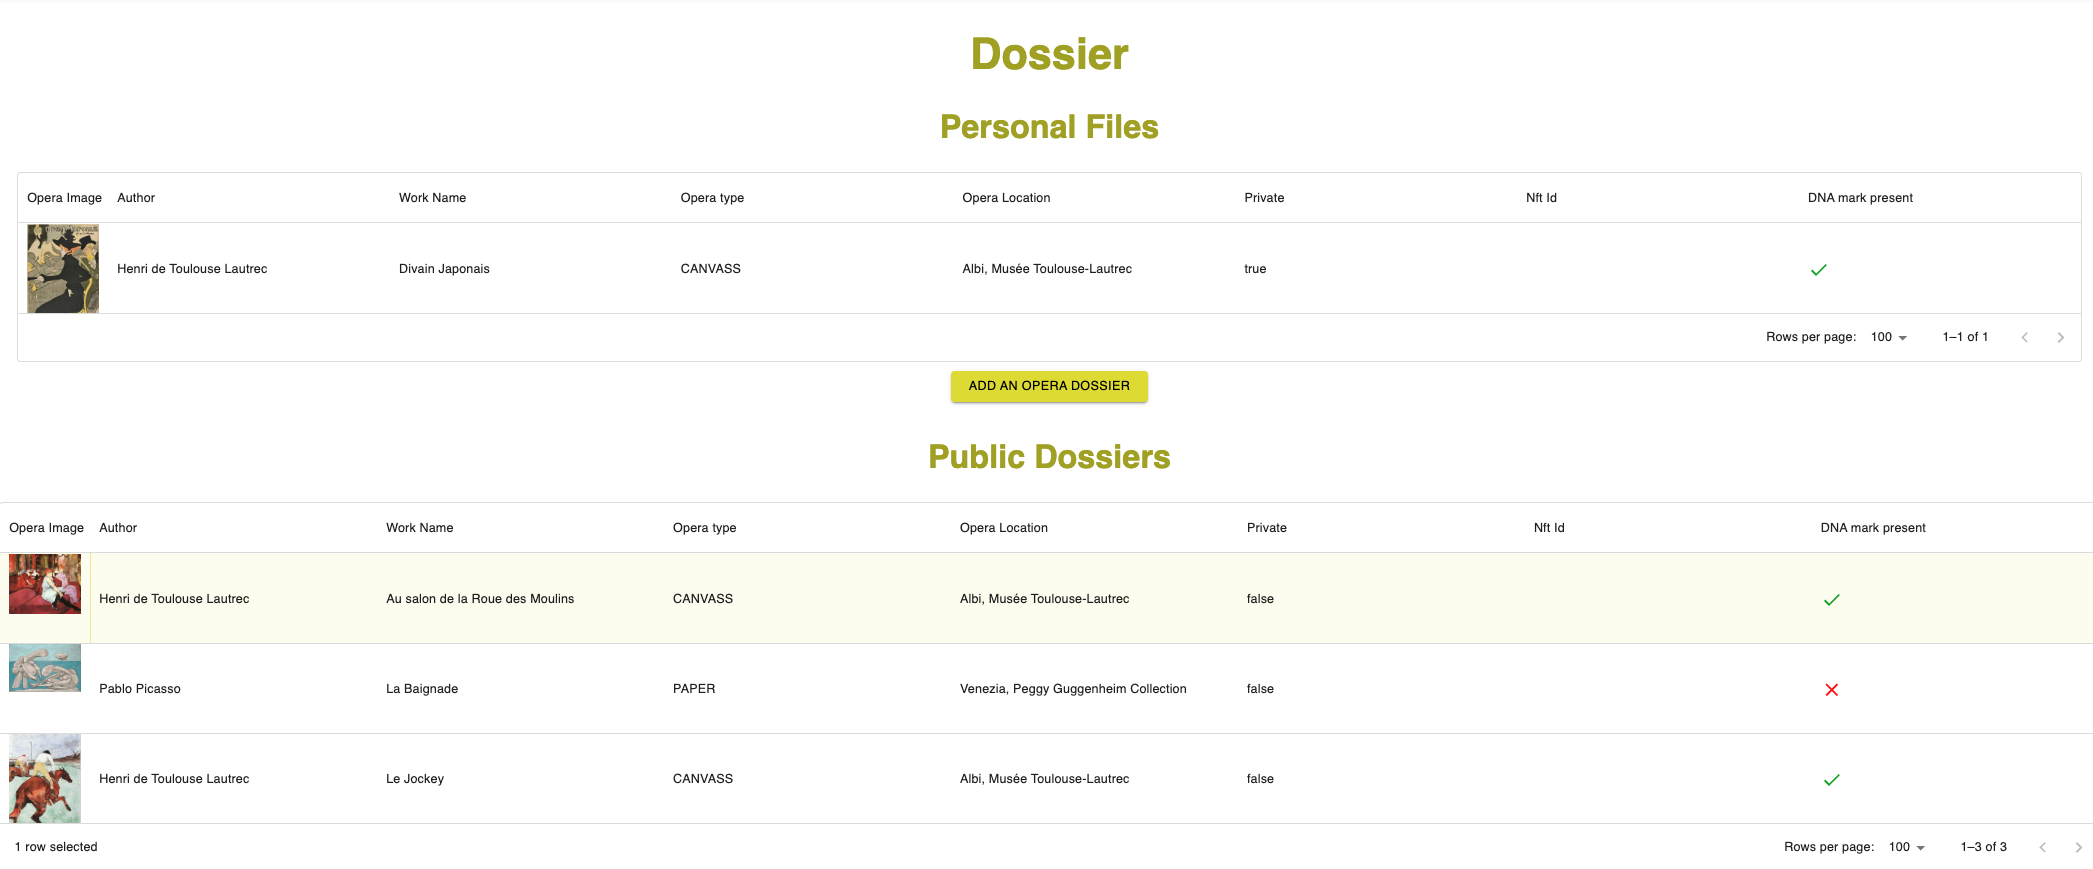 Dossier
Personal Files
Opera Image Author Work Name Opera type Opera Location Private Nft Id DNA mark present
Henri de Toulouse Lautrec Divain Japonais CANVASS Albi, Musée Toulouse-Lautrec true
Rows per page: 100 1–1 of 1
ADD AN OPERA DOSSIER
Public Dossiers
Opera Image Author Work Name Opera type Opera Location Private Nft Id DNA mark present
Henri de Toulouse Lautrec Au salon de la Roue des Moulins CANVASS Albi, Musée Toulouse-Lautrec false
Pablo Picasso La Baignade PAPER Venezia, Peggy Guggenheim Collection false
Henri de Toulouse Lautrec Le Jockey CANVASS Albi, Musée Toulouse-Lautrec false
1 row selected Rows per page: 100 1–3 of 3